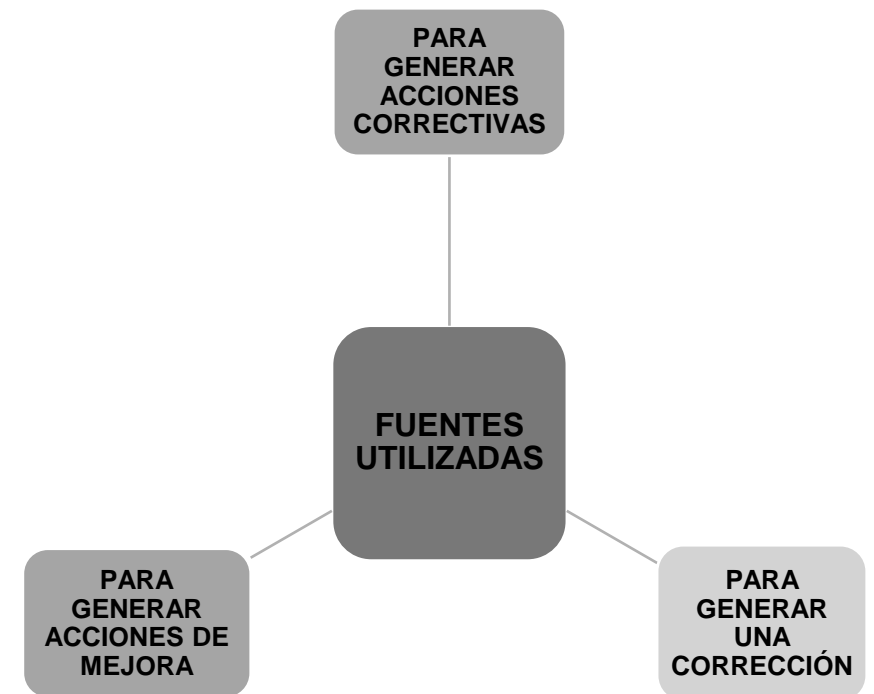 PARA
GENERAR
ACCIONES
CORRECTIVAS
FUENTES
UTILIZADAS
PARA
GENERAR
ACCIONES DE
MEJORA
PARA
GENERAR
UNA
CORRECCIÓN